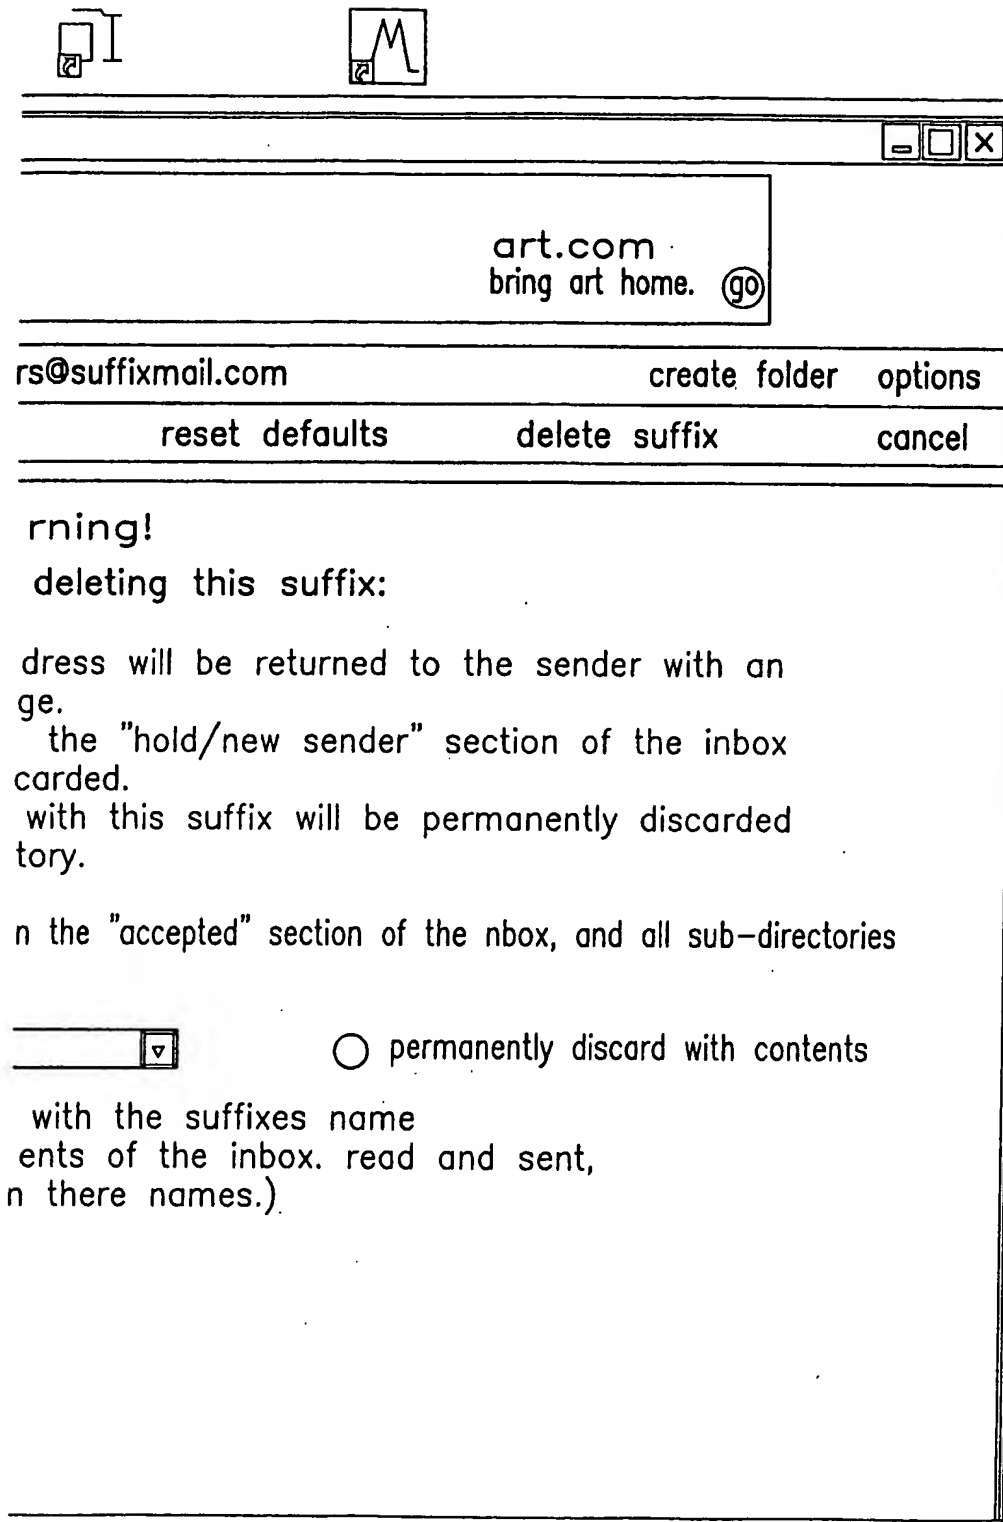 art.com
bring art home. go
rs@suffixmail.com create folder options
reset defaults delete suffix cancel
rning!
deleting this suffix:
dress will be returned to the sender with an
ge.
the "hold/new sender" section of the inbox
carded.
with this suffix will be permanently discarded
tory.
n the "accepted" section of the nbox, and all sub-directories
permanently discard with contents
with the suffixes name
ents of the inbox. read and sent,
n there names.)